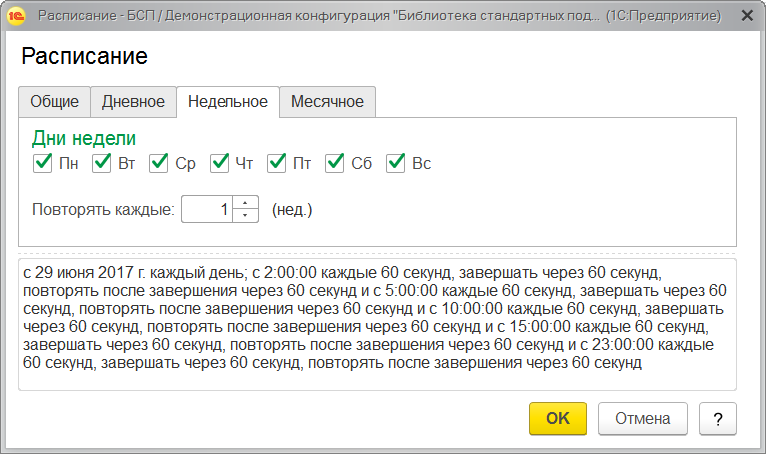 1С Расписание - БСП / Демонстрационная конфигурация "Библиотека стандартных под... (1С:Предприятие)
Расписание
Общие Дневное Недельное Месячное
Дни недели
Пн Вт Ср Чт Пт Сб Вс
Повторять каждые: 1 (нед.)
с 29 июня 2017 г. каждый день; с 2:00:00 каждые 60 секунд, завершать через 60 секунд,
повторять после завершения через 60 секунд и с 5:00:00 каждые 60 секунд, завершать через 60
секунд, повторять после завершения через 60 секунд и с 10:00:00 каждые 60 секунд, завершать
через 60 секунд, повторять после завершения через 60 секунд и с 15:00:00 каждые 60 секунд,
завершать через 60 секунд, повторять после завершения через 60 секунд и с 23:00:00 каждые
60 секунд, завершать через 60 секунд, повторять после завершения через 60 секунд
OK Отмена ?